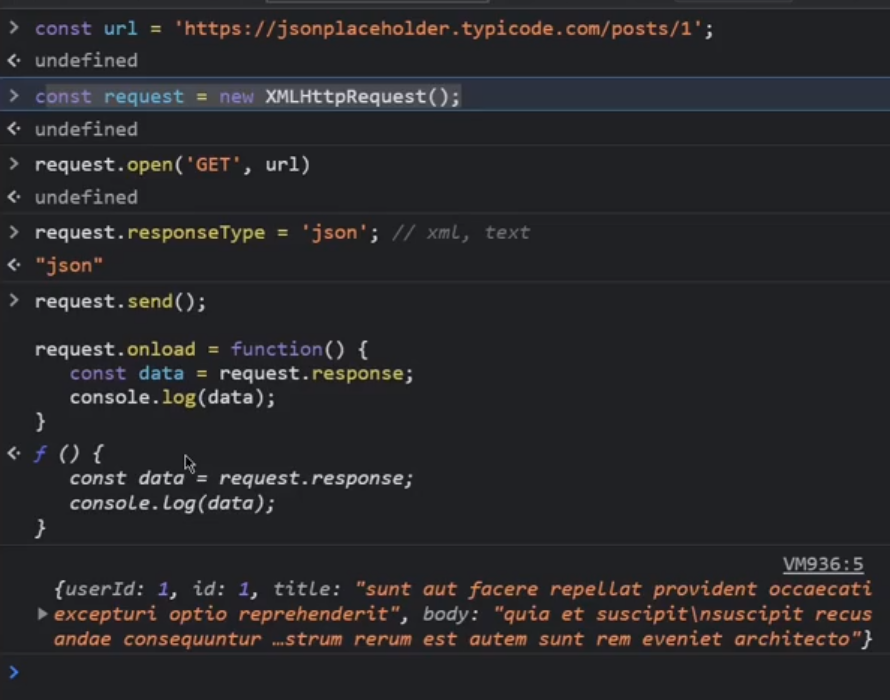 > const url = 'https://jsonplaceholder.typicode.com/posts/1';
undefined
> const request = new XMLHttpRequest();
undefined
> request.open('GET', url)
undefined
> request.responseType = 'json'; // xml, text
"json"
> request.send();
request.onload = function() {
const data = request.response;
console.log(data);
}
f () {
const data = request.response;
console.log(data);
}
VM936:5
{userId: 1, id: 1, title: "sunt aut facere repellat provident occaecati
excepturi optio reprehenderit", body: "quia et suscipit\nsuscipit recus
andae consequuntur …strum rerum est autem sunt rem eveniet architecto"}
>